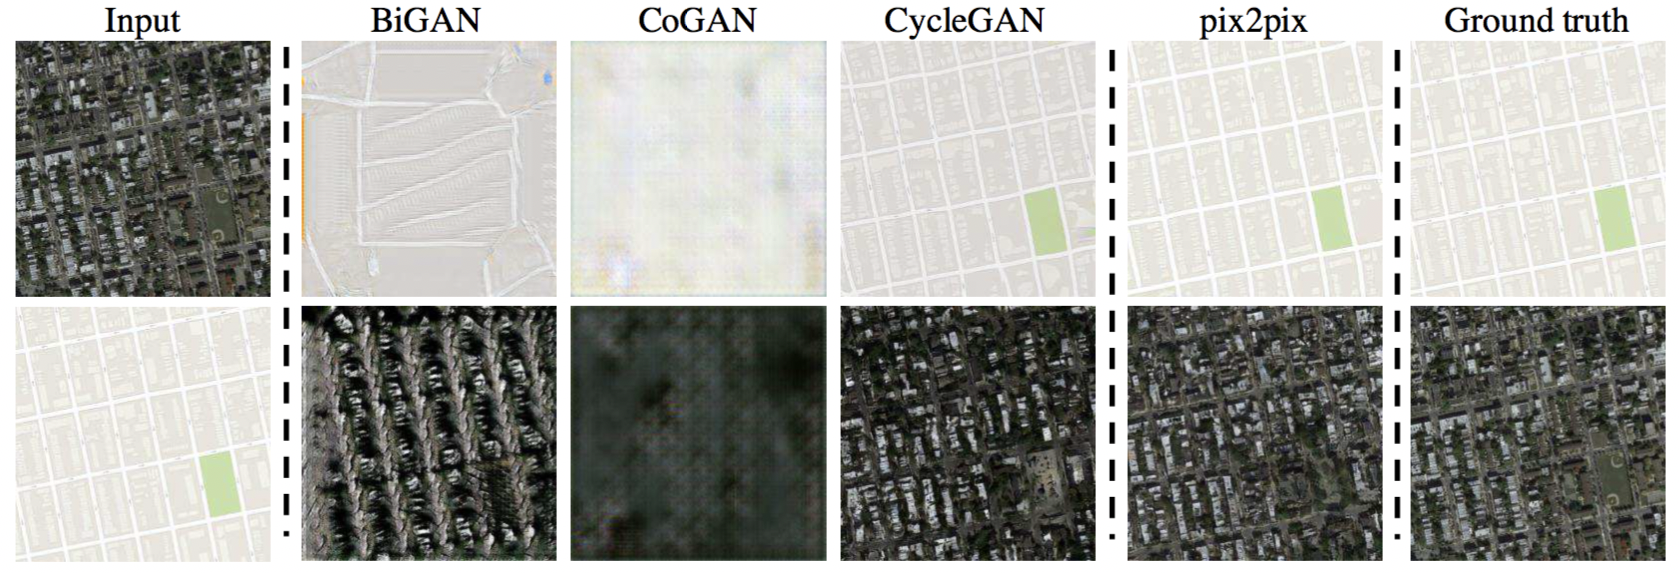 Input BiGAN CoGAN CycleGAN pix2pix Ground truth